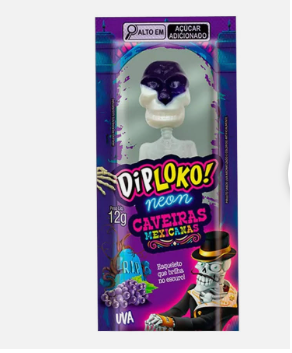 ALTO EM
AÇÚCAR
ADICIONADO
DiPLOKO!
neon
12g
CAVEIRAS
MEXICANAS
Esqueleto
que brilha
no escuro!
UVA